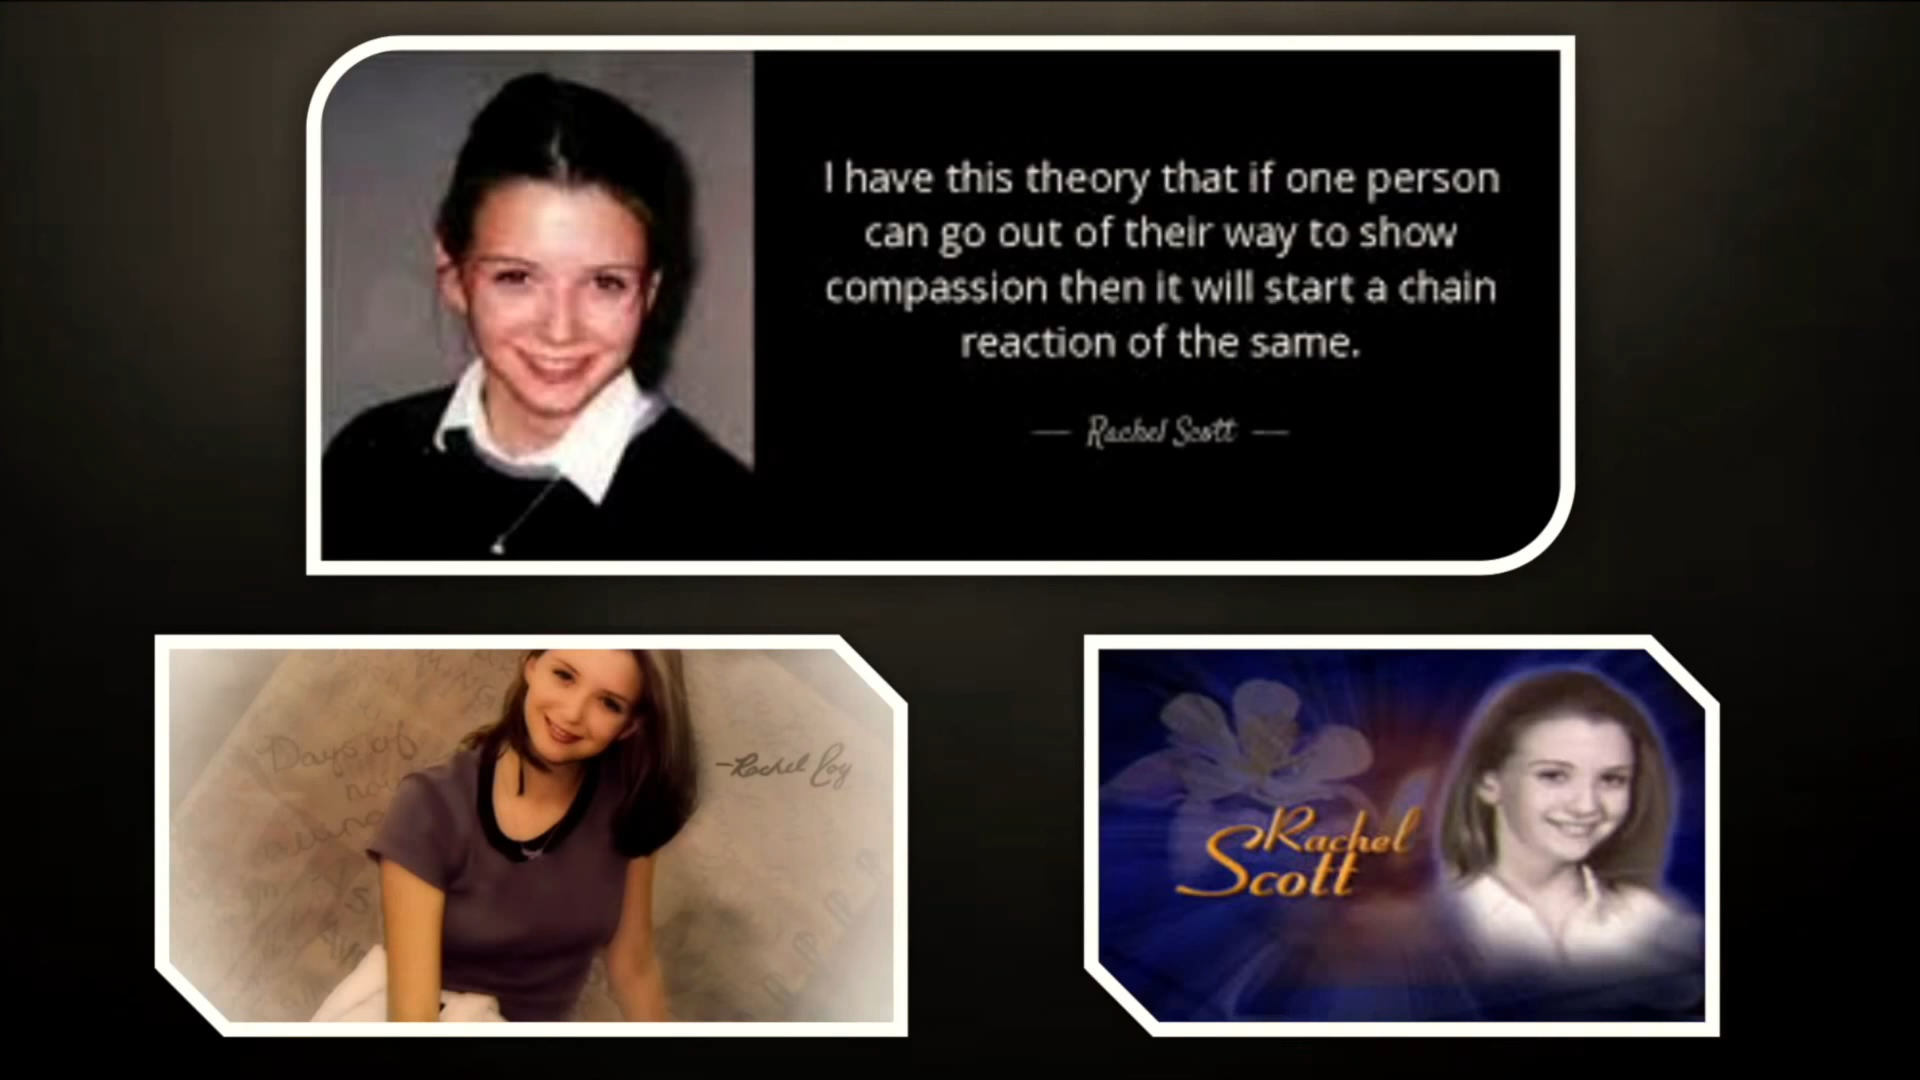 I have this theory that if one person
can go out of their way to show
compassion then it will start a chain
reaction of the same.
— Rachel Scott —
Days of
-Rachel Joy
Rachel
Scott